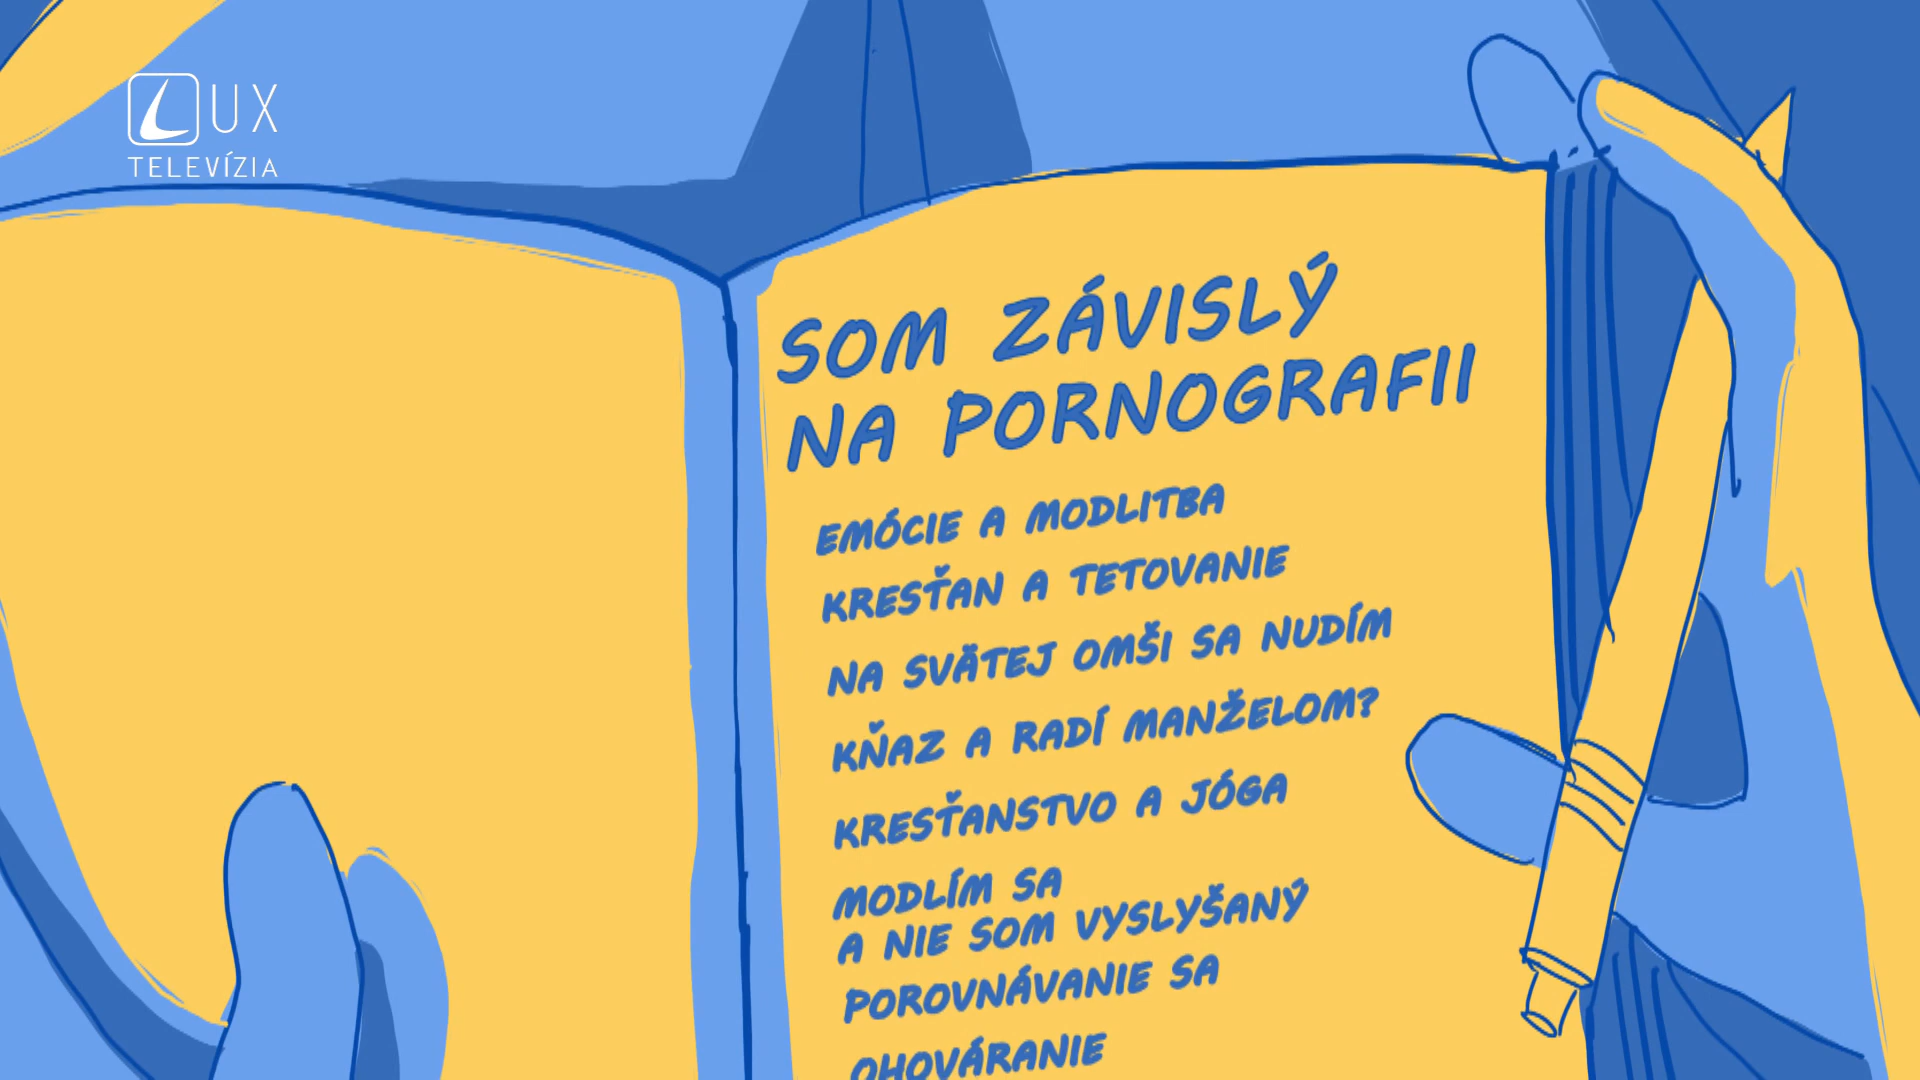 LUX
TELEVÍZIA
SOM ZÁVISLÝ
NA PORNOGRAFII
EMÓCIE A MODLITBA
KRESŤAN A TETOVANIE
NA SVÄTEJ OMŠI SA NUDÍM
KŇAZ A RADÍ MANŽELOM?
KRESŤANSTVO A JÓGA
MODLÍM SA
A NIE SOM VYSLYŠANÝ
POROVNÁVANIE SA
OHOVÁRANIE